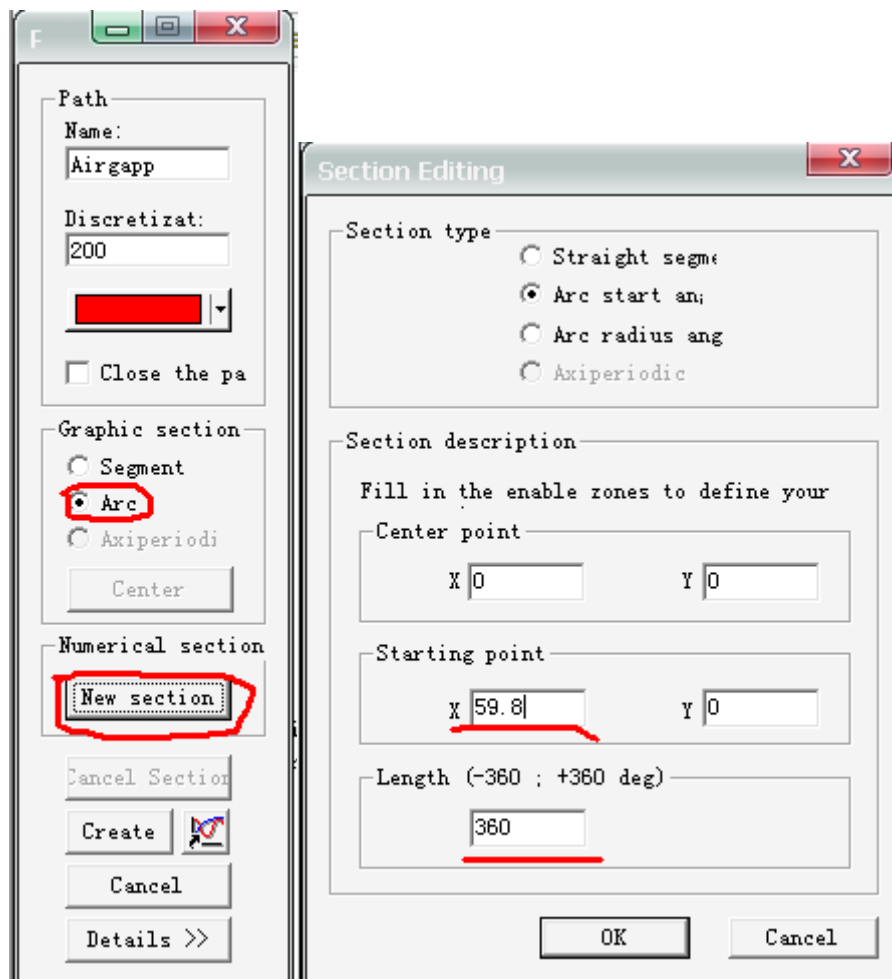 F
Path
Name:
Airgapp
Discretizat:
200
Close the pa
Graphic section
Segment
Arc
Axiperiodi
Center
Numerical section
New section
Cancel Section
Create
Cancel
Details >>
Section Editing
Section type
Straight segme
Arc start an
Arc radius ang
Axiperiodic
Section description
Fill in the enable zones to define your
Center point
X 0 Y 0
Starting point
X 59.8 Y 0
Length (-360 ; +360 deg)
360
OK Cancel